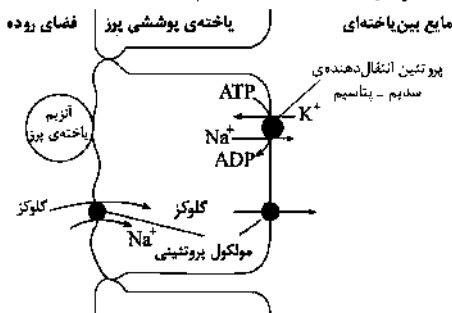 مایع بین‌یاخته‌ای
یاخته‌ی پوششی پرز
فضای روده
پروتئین انتقال‌دهنده‌ی
سدیم ـ پتاسیم
ATP
K+
Na+
ADP
آنزیم
یاخته‌ی پرز
گلوکز
گلوکز
Na+
مولکول پروتئینی